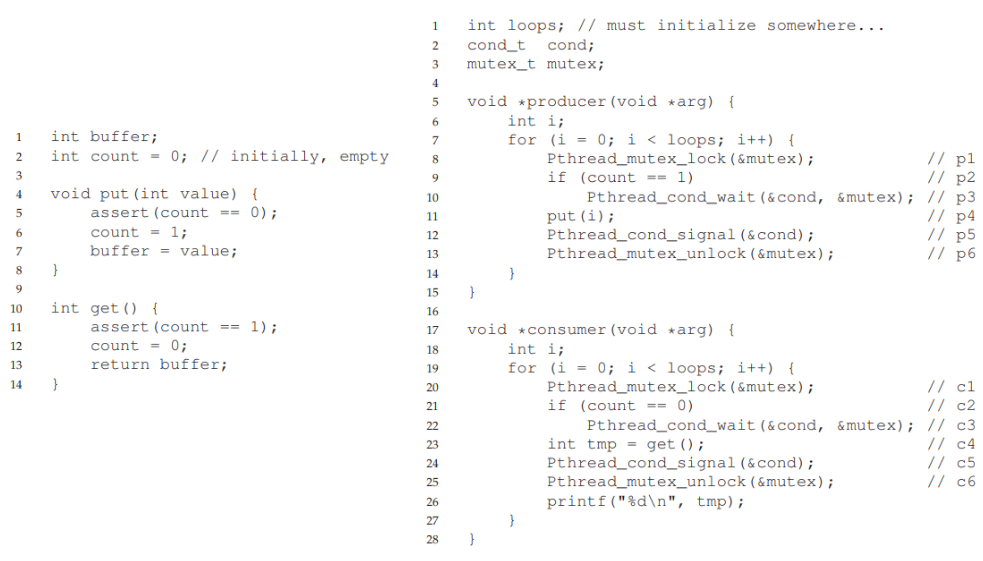 1 int buffer;
2 int count = 0; // initially, empty
3
4 void put(int value) {
5     assert(count == 0);
6     count = 1;
7     buffer = value;
8 }
9
10 int get() {
11     assert(count == 1);
12     count = 0;
13     return buffer;
14 }
1 int loops; // must initialize somewhere...
2 cond_t  cond;
3 mutex_t mutex;
4
5 void *producer(void *arg) {
6     int i;
7     for (i = 0; i < loops; i++) {
8         Pthread_mutex_lock(&mutex);           // p1
9         if (count == 1)                       // p2
10             Pthread_cond_wait(&cond, &mutex); // p3
11         put(i);                               // p4
12         Pthread_cond_signal(&cond);           // p5
13         Pthread_mutex_unlock(&mutex);         // p6
14     }
15 }
16
17 void *consumer(void *arg) {
18     int i;
19     for (i = 0; i < loops; i++) {
20         Pthread_mutex_lock(&mutex);           // c1
21         if (count == 0)                       // c2
22             Pthread_cond_wait(&cond, &mutex); // c3
23         int tmp = get();                      // c4
24         Pthread_cond_signal(&cond);           // c5
25         Pthread_mutex_unlock(&mutex);         // c6
26         printf("%d\n", tmp);
27     }
28 }